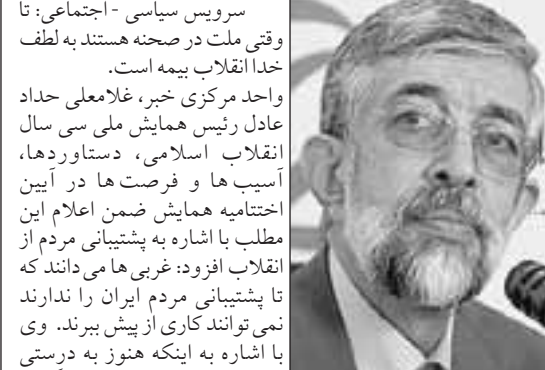 سرویس سیاسی - اجتماعی: تا
وقتی ملت در صحنه هستند به لطف
خدا انقلاب بیمه است.
واحد مرکزی خبر، غلامعلی حداد
عادل رئیس همایش ملی سی سال
انقلاب اسلامی، دستاوردها،
آسیب ها و فرصت ها در آیین
اختتامیه همایش ضمن اعلام این
مطلب با اشاره به پشتیبانی مردم از
انقلاب افزود: غربی ها می دانند که
تا پشتیبانی مردم ایران را ندارند
نمی توانند کاری از پیش ببرند. وی
با اشاره به اینکه هنوز به درستی